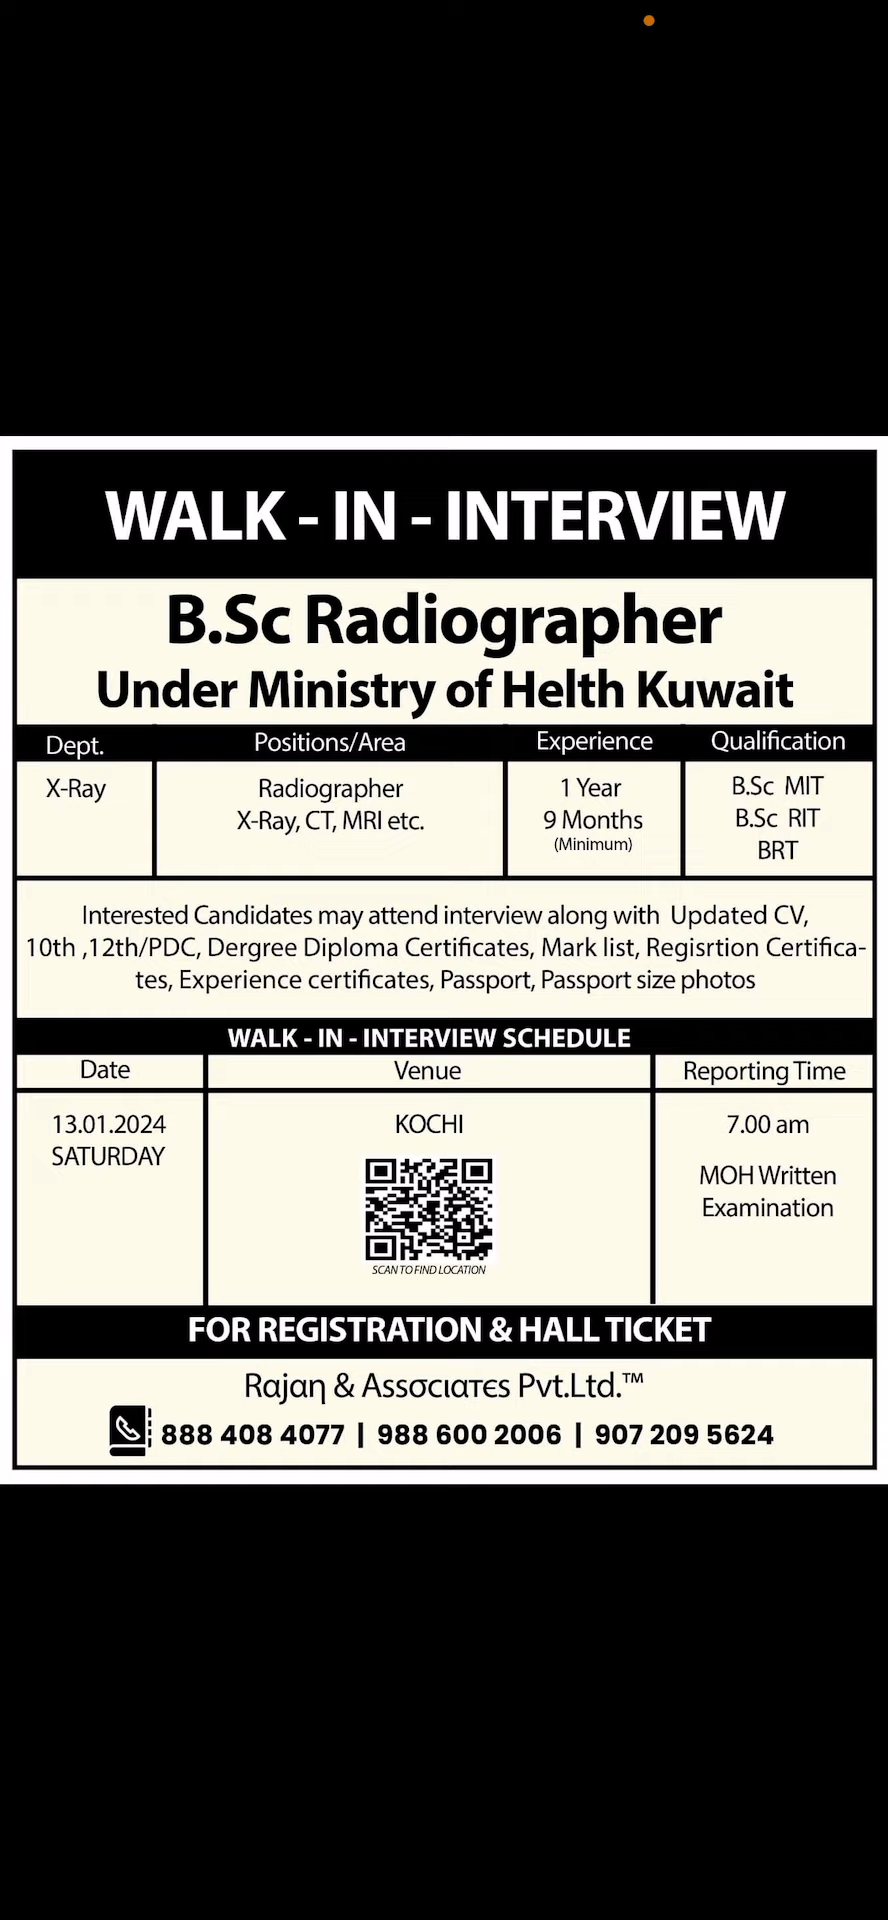 WALK - IN - INTERVIEW
B.Sc Radiographer
Under Ministry of Helth Kuwait
Dept. Positions/Area Experience Qualification
X-Ray Radiographer 1 Year B.Sc MIT
X-Ray, CT, MRI etc. 9 Months B.Sc RIT
(Minimum) BRT
Interested Candidates may attend interview along with Updated CV,
10th ,12th/PDC, Dergree Diploma Certificates, Mark list, Regisrtion Certifica-
tes, Experience certificates, Passport, Passport size photos
WALK - IN - INTERVIEW SCHEDULE
Date Venue Reporting Time
13.01.2024 KOCHI 7.00 am
SATURDAY
MOH Written
Examination
SCAN TO FIND LOCATION
FOR REGISTRATION & HALL TICKET
Rajan & Associates Pvt.Ltd.™
888 408 4077 | 988 600 2006 | 907 209 5624